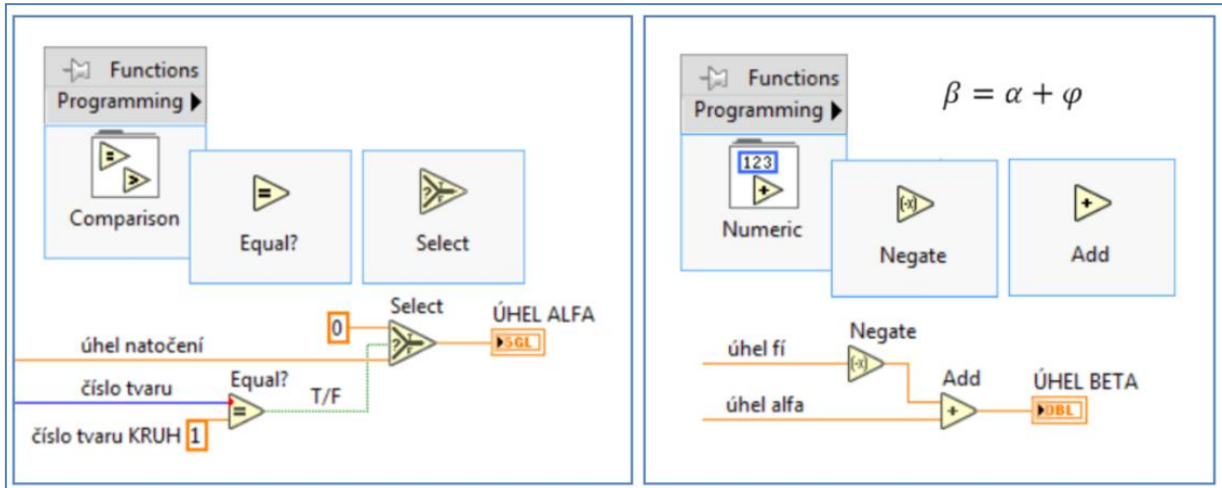 Functions
Programming
Comparison
Equal?
Select
Select
0
ÚHEL ALFA
SGL
úhel natočení
číslo tvaru
Equal?
T/F
číslo tvaru KRUH 1
Functions
Programming
β = α + φ
123
Numeric
Negate
Add
Negate
úhel fí
Add
ÚHEL BETA
DBL
úhel alfa